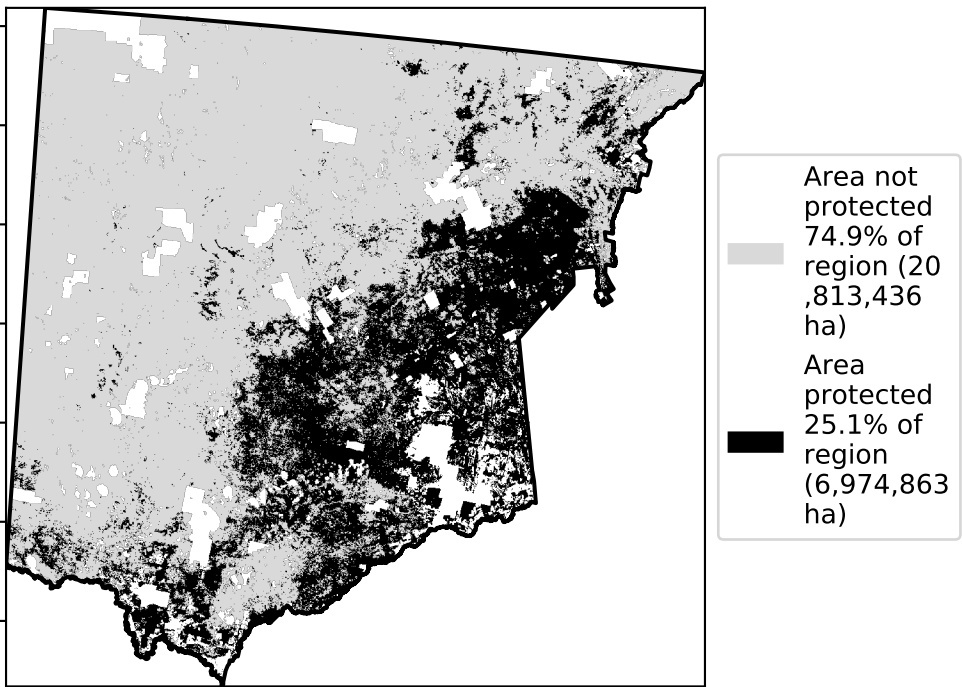 Area not
protected
74.9% of
region (20
,813,436
ha)
Area
protected
25.1% of
region
(6,974,863
ha)